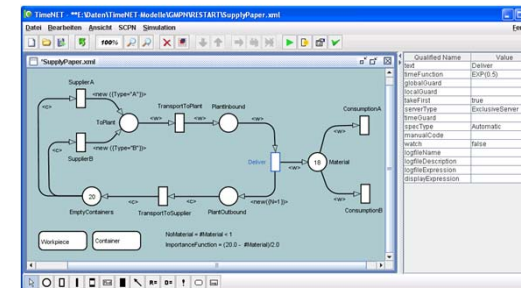 TimeNET - **E:\Daten\TimeNET-Modelle\GMPN\RESTART\SupplyPaper.xml
Datei Bearbeiten Ansicht SCPN Simulation
100%
*SupplyPaper.xml
SupplierA
<new ({Type="A"})>
TransportToPlant
PlantInbound
ConsumptionA
<c>
ToPlant
<w>
<w>
<w>
<new ({Type="B"})>
<c>
SupplierB
Deliver
<w>
18
Material
20
<c>
<c>
<new({N=1})>
<w>
EmptyContainers
TransportToSupplier
PlantOutbound
ConsumptionB
Workpiece
Container
NoMaterial = #Material < 1
ImportanceFunction = (20.0 - #Material)/2.0
Qualified Name Value
text Deliver
timeFunction EXP(0.5)
globalGuard
localGuard
takeFirst true
serverType ExclusiveServer
timeGuard
specType Automatic
manualCode
watch false
logfileName
logfileDescription
logfileExpression
displayExpression